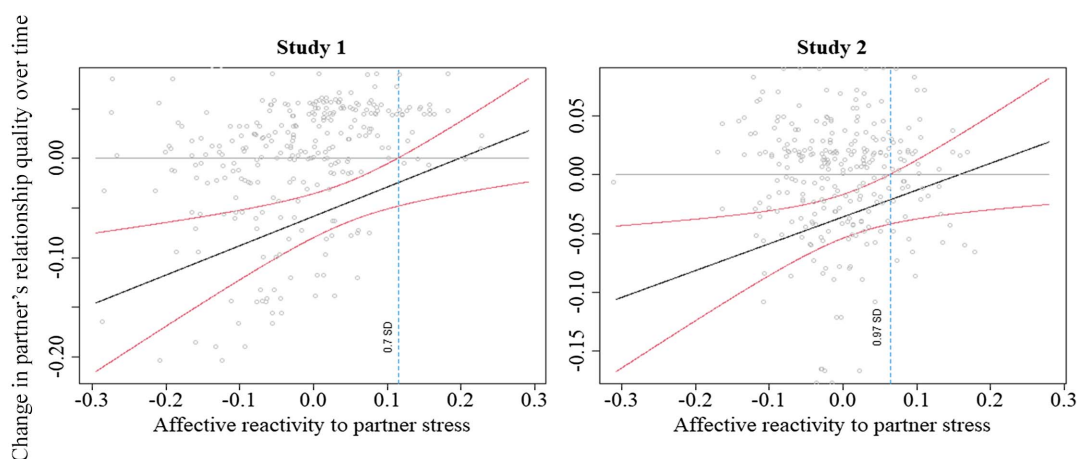 Change in partner's relationship quality over time
Study 1
0.00
-0.10
-0.20
0.7 SD
-0.3 -0.2 -0.1 0.0 0.1 0.2 0.3
Affective reactivity to partner stress
Study 2
0.05
0.00
-0.05
-0.10
-0.15
0.97 SD
-0.3 -0.2 -0.1 0.0 0.1 0.2 0.3
Affective reactivity to partner stress